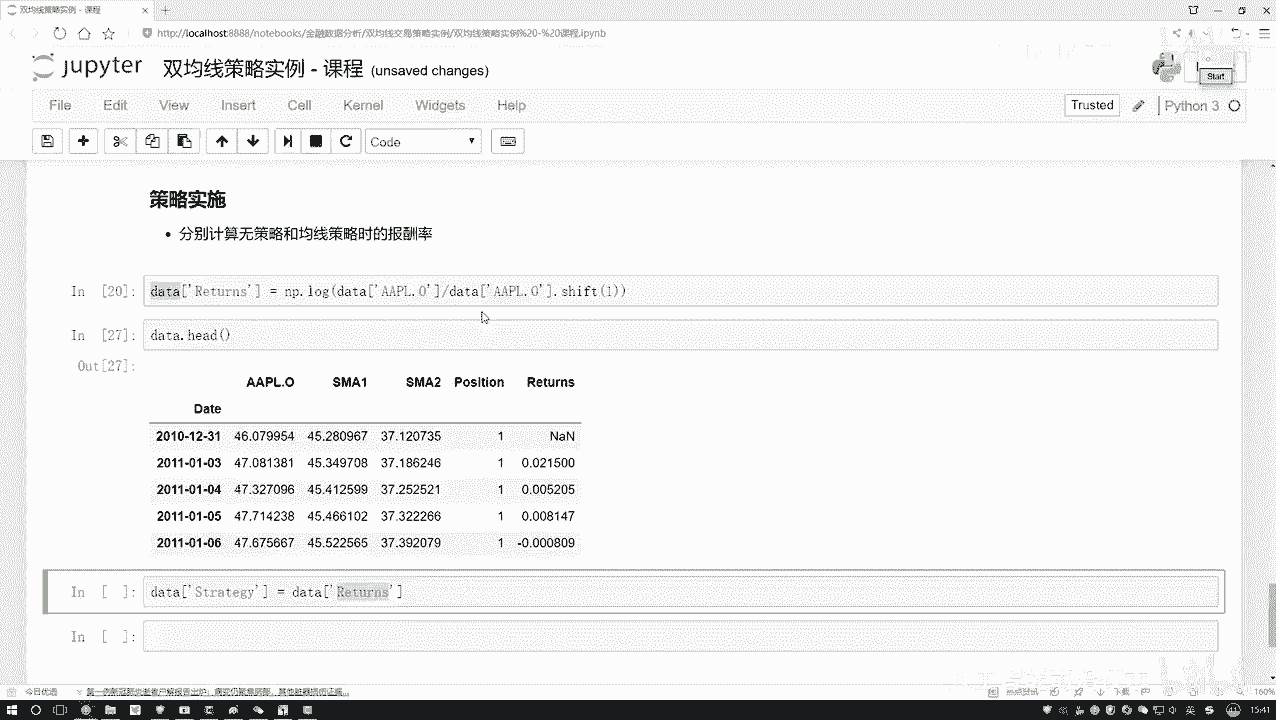 双均线策略实例 - 课程
http://localhost:8888/notebooks/金融数据分析/双均线交易策略实例/双均线策略实例%20-%20课程.ipynb
jupyter 双均线策略实例 - 课程 (unsaved changes)
Start
File Edit View Insert Cell Kernel Widgets Help
Trusted Python 3
Code
策略实施
• 分别计算无策略和均线策略时的报酬率
In [20]: data['Returns'] = np.log(data['AAPL.O']/data['AAPL.O'].shift(1))
In [27]: data.head()
Out[27]:
AAPL.O SMA1 SMA2 Position Returns
Date
2010-12-31 46.079954 45.280967 37.120735 1 NaN
2011-01-03 47.081381 45.349708 37.186246 1 0.021500
2011-01-04 47.327096 45.412599 37.252521 1 0.005205
2011-01-05 47.714238 45.466102 37.322266 1 0.008147
2011-01-06 47.675667 45.522565 37.392079 1 -0.000809
In [ ]: data['Strategy'] = data['Returns']
In [ ]:
今日优选
下载
160%
英
15:41